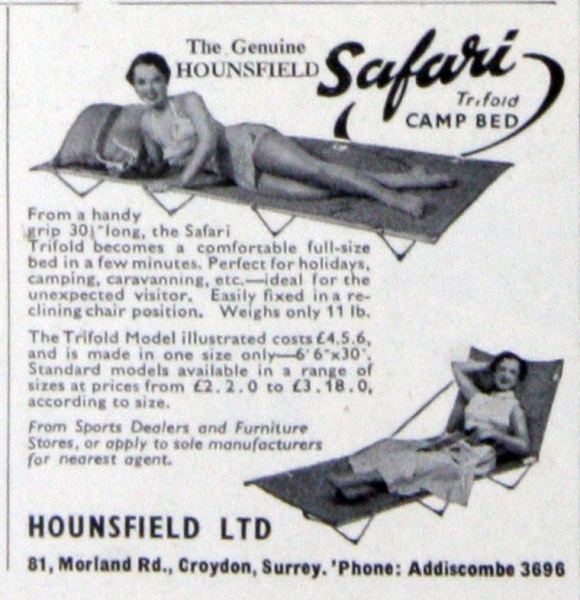 The Genuine
HOUNSFIELD Safari
Trifold
CAMP BED
From a handy
grip 30½" long, the Safari
Trifold becomes a comfortable full-size
bed in a few minutes. Perfect for holidays,
camping, caravanning, etc.—ideal for the
unexpected visitor. Easily fixed in a re-
clining chair position. Weighs only 11 lb.
The Trifold Model illustrated costs £4.5.6,
and is made in one size only—6'6"x30".
Standard models available in a range of
sizes at prices from £2.2.0 to £3.18.0,
according to size.
From Sports Dealers and Furniture
Stores, or apply to sole manufacturers
for nearest agent.
HOUNSFIELD LTD
81, Morland Rd., Croydon, Surrey. 'Phone: Addiscombe 3696